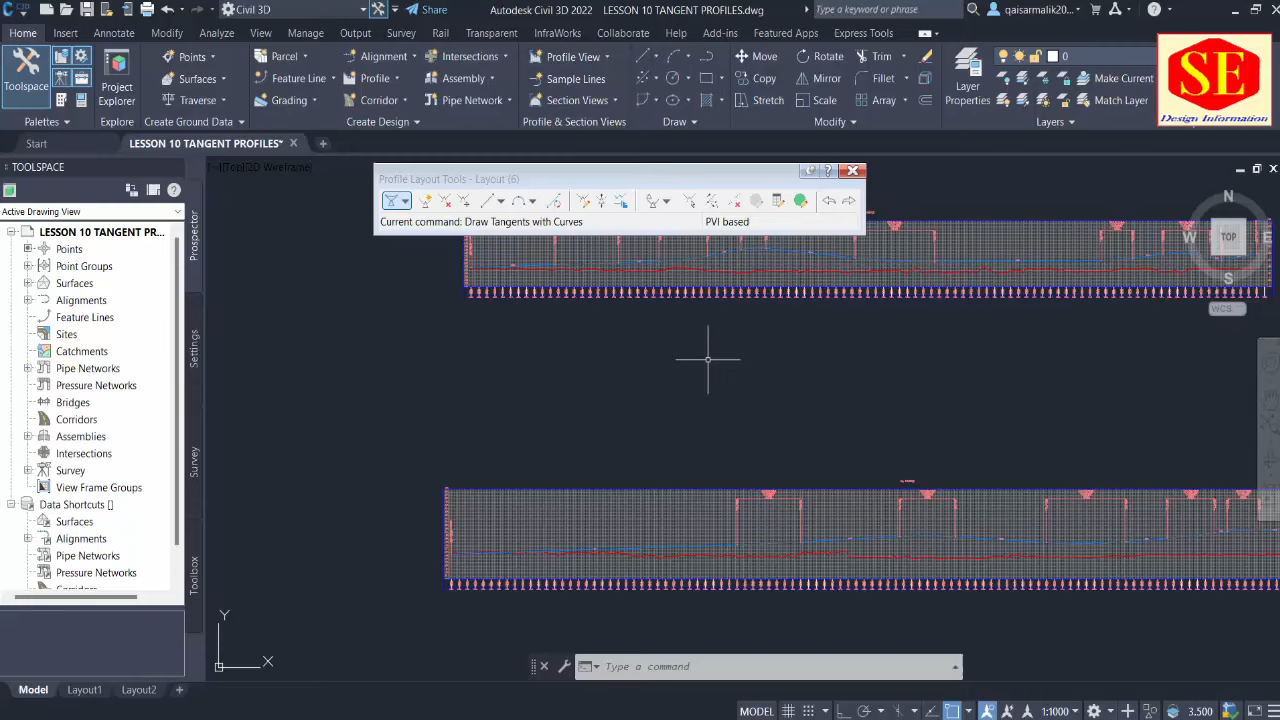 Civil 3D
Share
Autodesk Civil 3D 2022
LESSON 10 TANGENT PROFILES.dwg
Type a keyword or phrase
qaisarmalik20...
Home
Insert
Annotate
Modify
Analyze
View
Manage
Output
Survey
Rail
Transparent
InfraWorks
Collaborate
Help
Add-ins
Featured Apps
Express Tools
Toolspace
Project
Explorer
Points
Surfaces
Traverse
Parcel
Feature Line
Grading
Alignment
Profile
Corridor
Intersections
Assembly
Pipe Network
Profile View
Sample Lines
Section Views
Move
Copy
Stretch
Rotate
Mirror
Scale
Trim
Fillet
Array
Layer
Properties
0
Make Current
Match Layer
SE
Design Information
Palettes
Explore
Create Ground Data
Create Design
Profile & Section Views
Draw
Modify
Layers
Start
LESSON 10 TANGENT PROFILES*
TOOLSPACE
Active Drawing View
LESSON 10 TANGENT PR...
Points
Point Groups
Surfaces
Alignments
Feature Lines
Sites
Catchments
Pipe Networks
Pressure Networks
Bridges
Corridors
Assemblies
Intersections
Survey
View Frame Groups
Data Shortcuts []
Surfaces
Alignments
Pipe Networks
Pressure Networks
Prospector
Settings
Survey
Toolbox
[-][Top][2D Wireframe]
Profile Layout Tools - Layout (6)
Current command: Draw Tangents with Curves
PVI based
N
W
TOP
E
S
WCS
Y
X
Type a command
Model
Layout1
Layout2
MODEL
1:1000
3.500